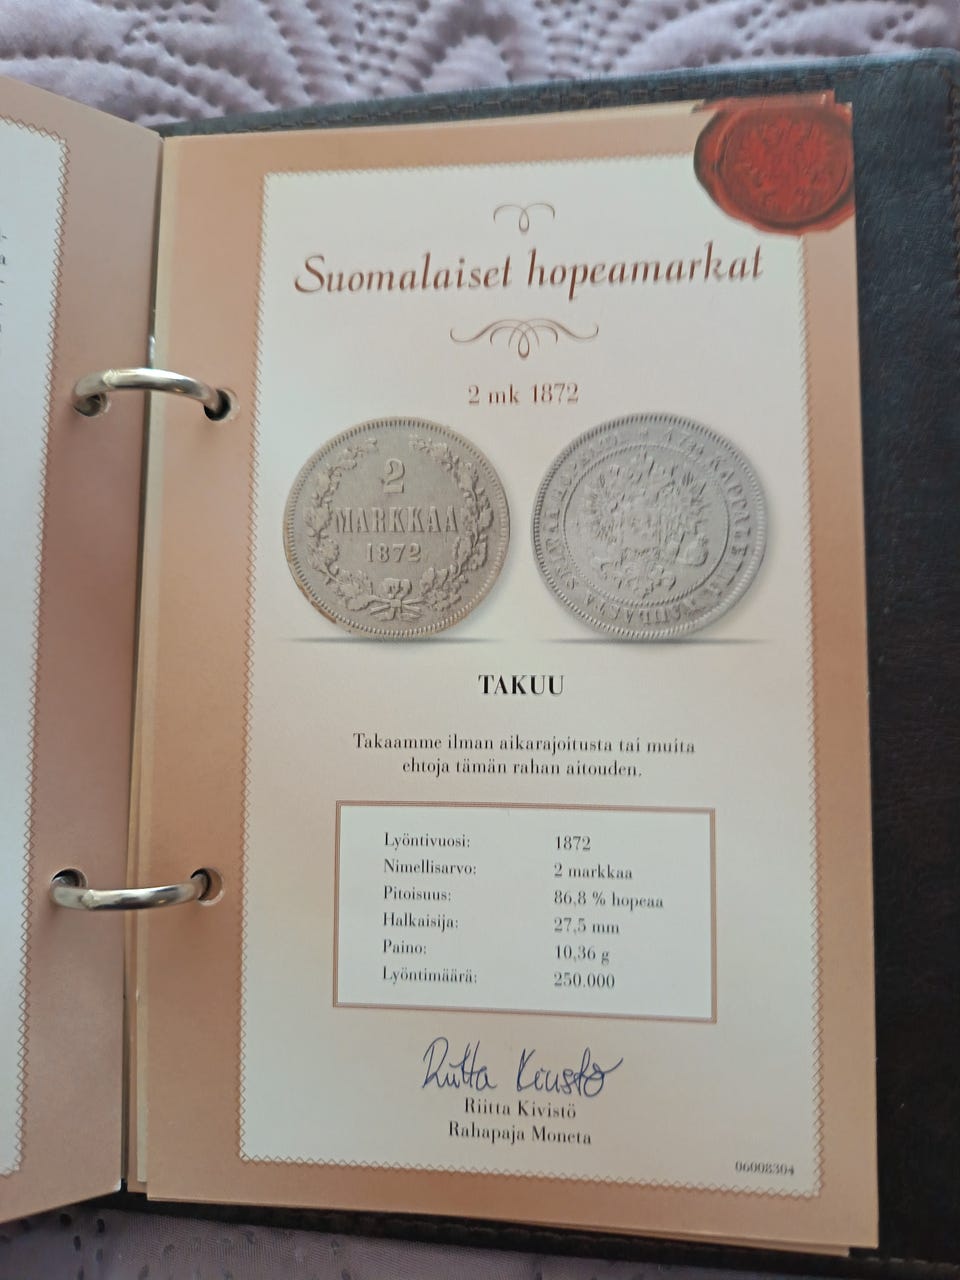 Suomalaiset hopeamarkat
2 mk 1872
2
MARKKAA
1872
TAKUU
Takaamme ilman aikarajoitusta tai muita
ehtoja tämän rahan aitouden.
Lyöntivuosi: 1872
Nimellisarvo: 2 markkaa
Pitoisuus: 86,8 % hopeaa
Halkaisija: 27,5 mm
Paino: 10,36 g
Lyöntimäärä: 250.000
Riitta Kivistö
Riitta Kivistö
Rahapaja Moneta
06008304